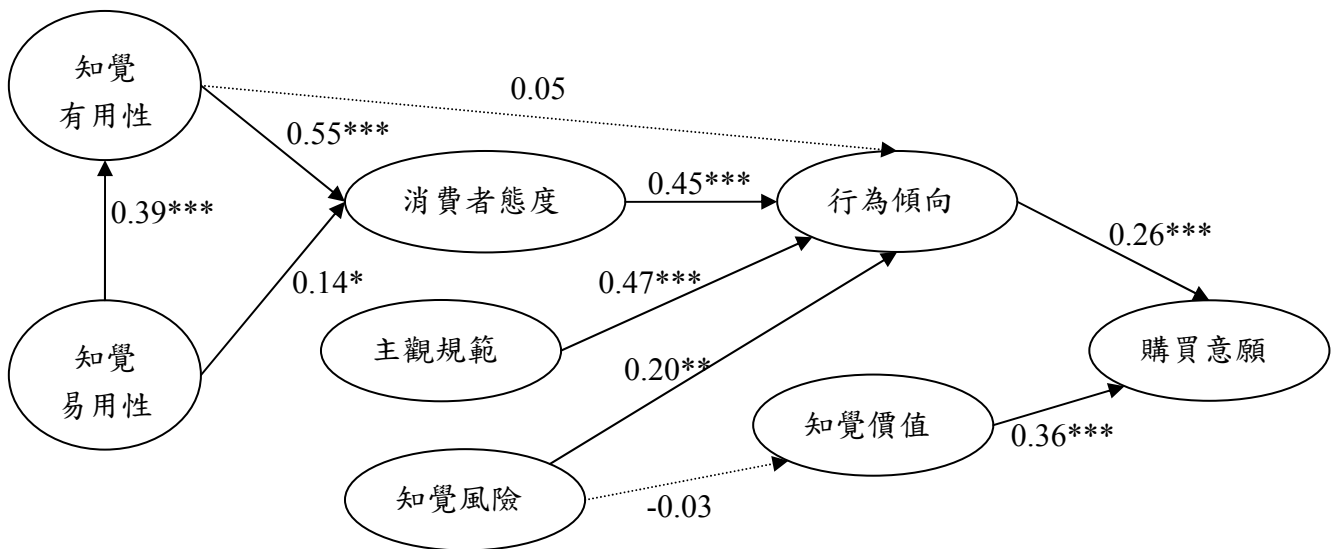 知覺
有用性
0.05
0.55***
消費者態度
0.45***
行為傾向
0.39***
0.26***
0.14*
0.47***
主觀規範
購買意願
知覺
易用性
0.20**
知覺價值
0.36***
知覺風險
-0.03